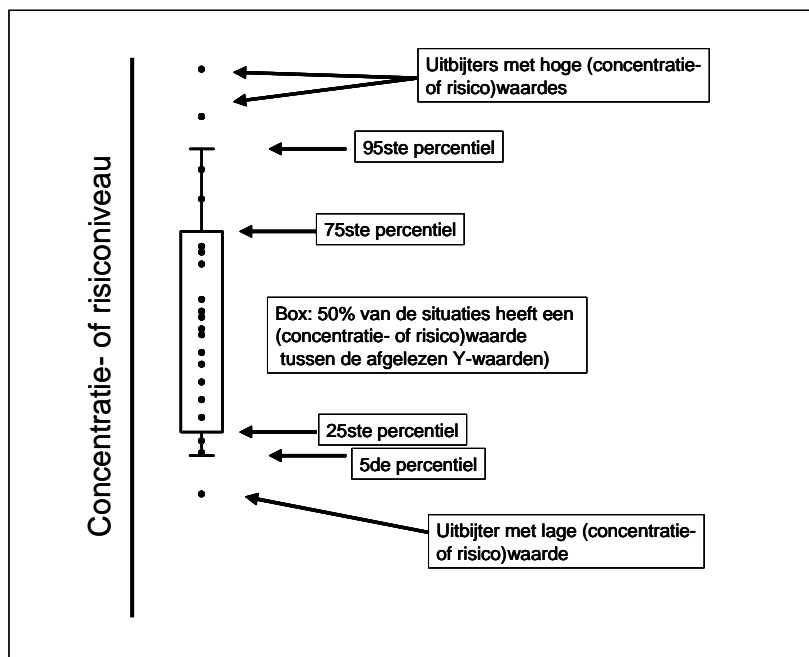 Concentratie- of risiconiveau
Uitbijters met hoge (concentratie-
of risico)waardes
95ste percentiel
75ste percentiel
Box: 50% van de situaties heeft een
(concentratie- of risico)waarde
tussen de afgelezen Y-waarden)
25ste percentiel
5de percentiel
Uitbijter met lage (concentratie-
of risico)waarde